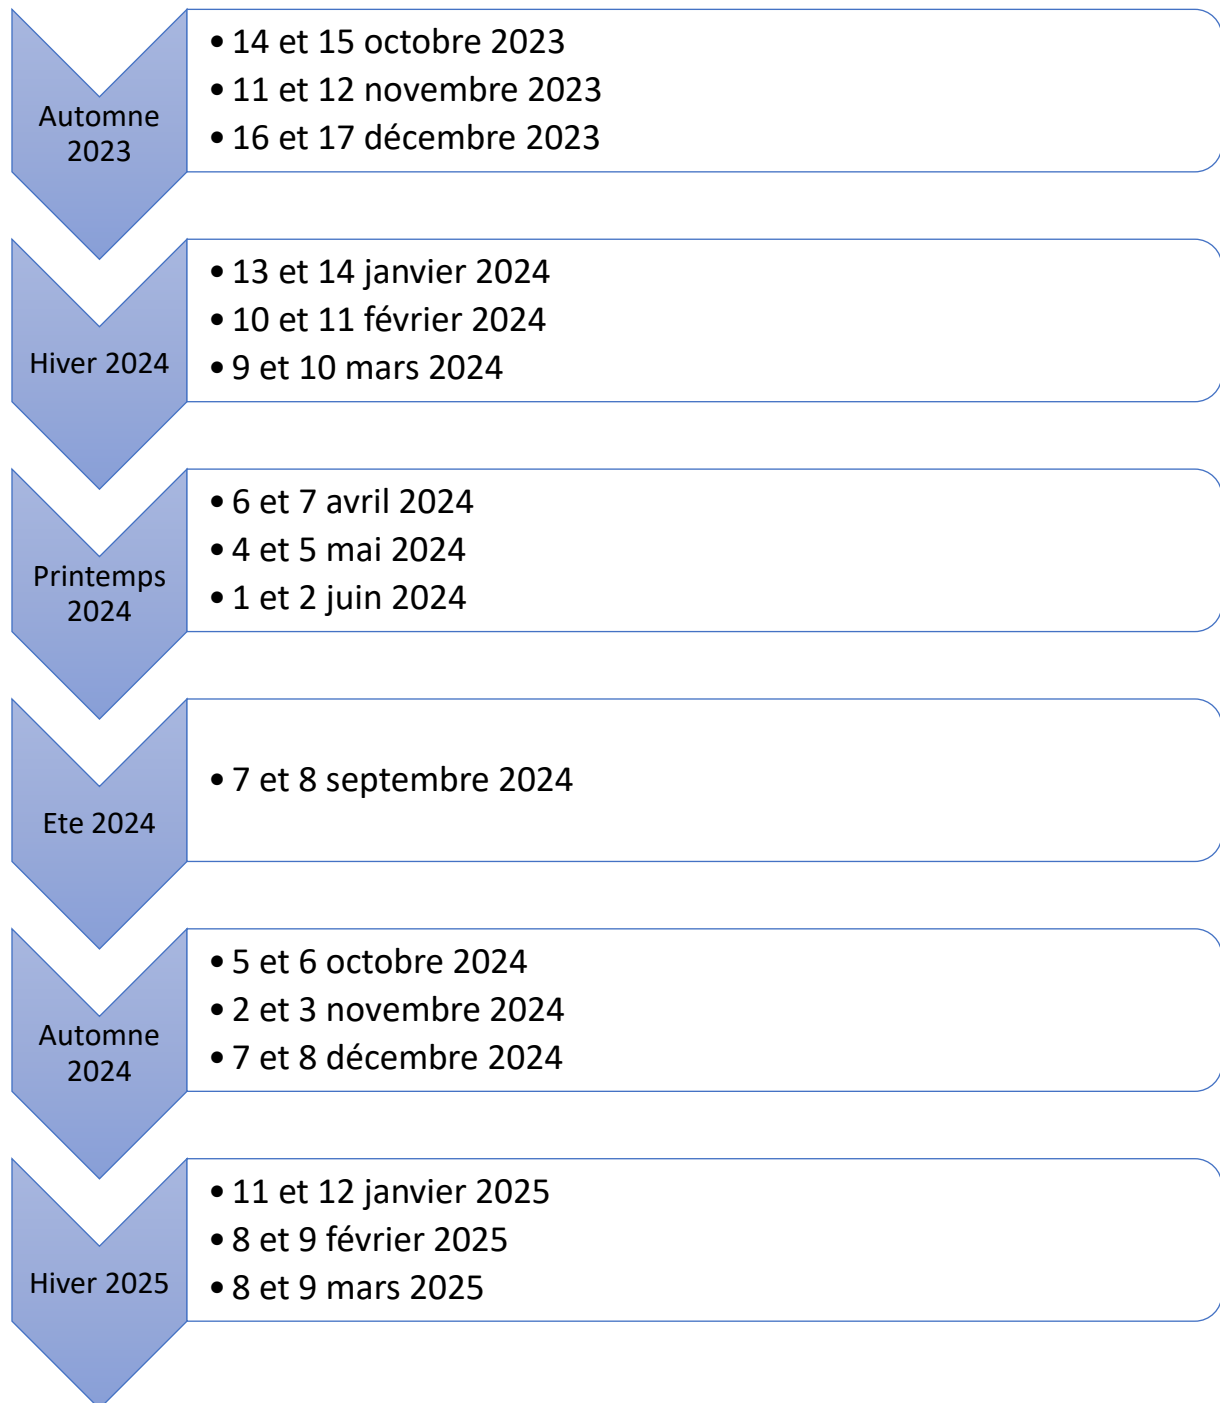 Automne
2023
• 14 et 15 octobre 2023
• 11 et 12 novembre 2023
• 16 et 17 décembre 2023
Hiver 2024
• 13 et 14 janvier 2024
• 10 et 11 février 2024
• 9 et 10 mars 2024
Printemps
2024
• 6 et 7 avril 2024
• 4 et 5 mai 2024
• 1 et 2 juin 2024
Ete 2024
• 7 et 8 septembre 2024
Automne
2024
• 5 et 6 octobre 2024
• 2 et 3 novembre 2024
• 7 et 8 décembre 2024
Hiver 2025
• 11 et 12 janvier 2025
• 8 et 9 février 2025
• 8 et 9 mars 2025